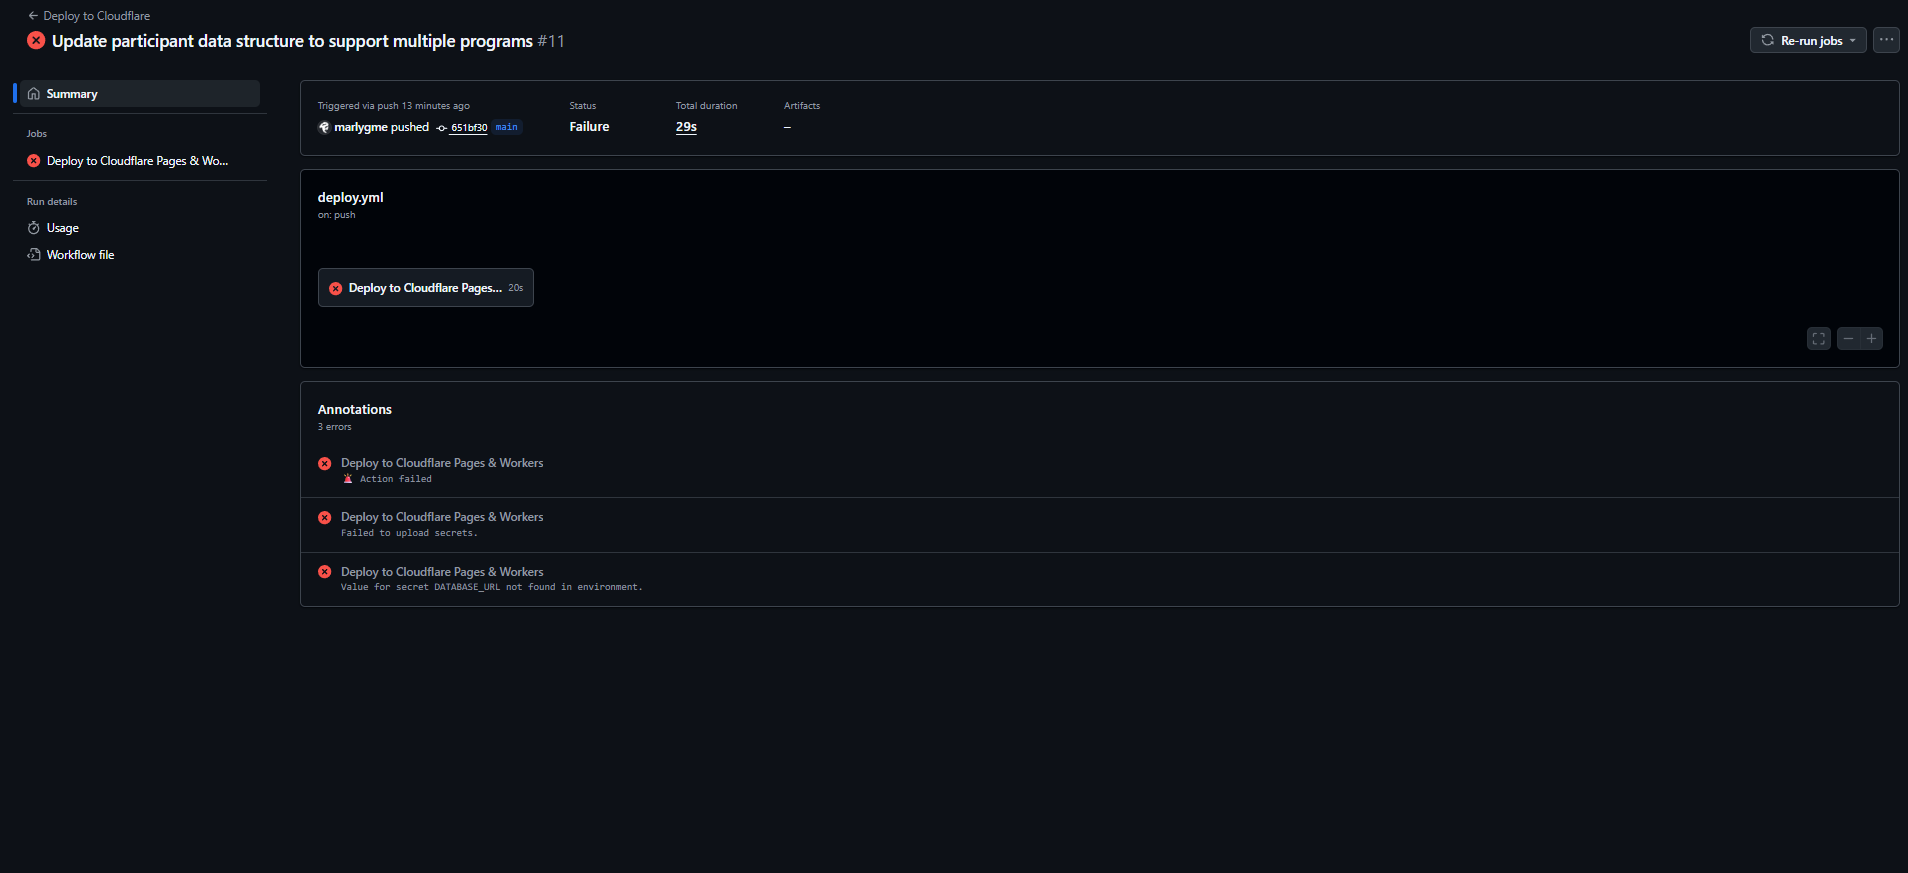 Deploy to Cloudflare
Update participant data structure to support multiple programs #11
Re-run jobs
Summary
Jobs
Deploy to Cloudflare Pages & Wo...
Run details
Usage
Workflow file
Triggered via push 13 minutes ago
marlygme pushed 651bf30 main
Status
Failure
Total duration
29s
Artifacts
–
deploy.yml
on: push
Deploy to Cloudflare Pages... 20s
Annotations
3 errors
Deploy to Cloudflare Pages & Workers
Action failed
Deploy to Cloudflare Pages & Workers
Failed to upload secrets.
Deploy to Cloudflare Pages & Workers
Value for secret DATABASE_URL not found in environment.